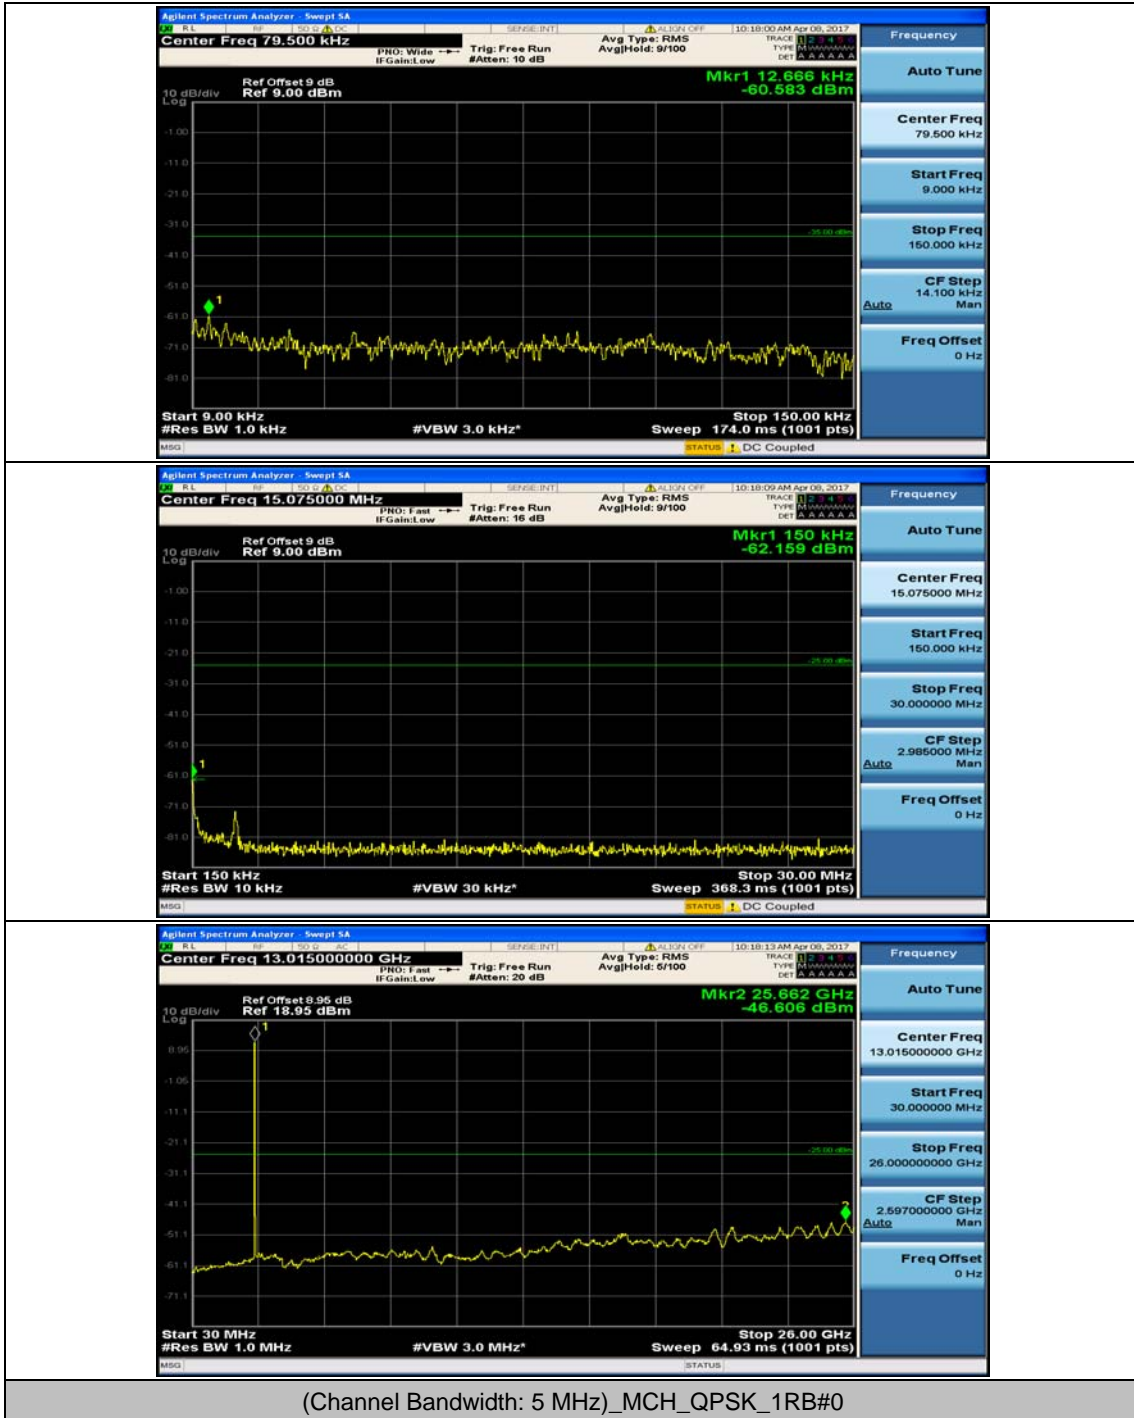 Agilent Spectrum Analyzer - Swept SA
RL RF 50 Ω DC SENSE:INT ALIGN OFF 10:18:00 AM Apr 08, 2017
Center Freq 79.500 kHz
PNO: Wide Trig: Free Run Avg Type: RMS TRACE 1 2 3 4 5 6
IFGain:Low #Atten: 10 dB Avg|Hold: 9/100 TYPE M
DET A A A A A A
Ref Offset 9 dB Mkr1 12.666 kHz
10 dB/div Ref 9.00 dBm -60.583 dBm
Log
-1.00
-11.0
-21.0
-31.0
-35.00 dBm
-41.0
-51.0
1
-61.0
-71.0
-81.0
Start 9.00 kHz Stop 150.00 kHz
#Res BW 1.0 kHz #VBW 3.0 kHz* Sweep 174.0 ms (1001 pts)
MSG STATUS DC Coupled
Frequency
Auto Tune
Center Freq
79.500 kHz
Start Freq
9.000 kHz
Stop Freq
150.000 kHz
CF Step
14.100 kHz
Auto Man
Freq Offset
0 Hz
Agilent Spectrum Analyzer - Swept SA
RL RF 50 Ω DC SENSE:INT ALIGN OFF 10:18:09 AM Apr 08, 2017
Center Freq 15.075000 MHz
PNO: Fast Trig: Free Run Avg Type: RMS TRACE 1 2 3 4 5 6
IFGain:Low #Atten: 16 dB Avg|Hold: 9/100 TYPE M
DET A A A A A A
Ref Offset 9 dB Mkr1 150 kHz
10 dB/div Ref 9.00 dBm -62.159 dBm
Log
-1.00
-11.0
-21.0
-25.00 dBm
-31.0
-41.0
-51.0
1
-61.0
-71.0
-81.0
Start 150 kHz Stop 30.00 MHz
#Res BW 10 kHz #VBW 30 kHz* Sweep 368.3 ms (1001 pts)
MSG STATUS DC Coupled
Frequency
Auto Tune
Center Freq
15.075000 MHz
Start Freq
150.000 kHz
Stop Freq
30.000000 MHz
CF Step
2.985000 MHz
Auto Man
Freq Offset
0 Hz
Agilent Spectrum Analyzer - Swept SA
RL RF 50 Ω AC SENSE:INT ALIGN OFF 10:18:13 AM Apr 08, 2017
Center Freq 13.015000000 GHz
PNO: Fast Trig: Free Run Avg Type: RMS TRACE 1 2 3 4 5 6
IFGain:Low #Atten: 20 dB Avg|Hold: 6/100 TYPE M
DET A A A A A A
Ref Offset 8.95 dB Mkr2 25.662 GHz
10 dB/div Ref 18.95 dBm -46.606 dBm
Log
1
8.95
-1.05
-11.1
-21.1
-25.00 dBm
-31.1
-41.1
2
-51.1
-61.1
-71.1
Start 30 MHz Stop 26.00 GHz
#Res BW 1.0 MHz #VBW 3.0 MHz* Sweep 64.93 ms (1001 pts)
MSG STATUS
Frequency
Auto Tune
Center Freq
13.015000000 GHz
Start Freq
30.000000 MHz
Stop Freq
26.000000000 GHz
CF Step
2.597000000 GHz
Auto Man
Freq Offset
0 Hz
(Channel Bandwidth: 5 MHz)_MCH_QPSK_1RB#0